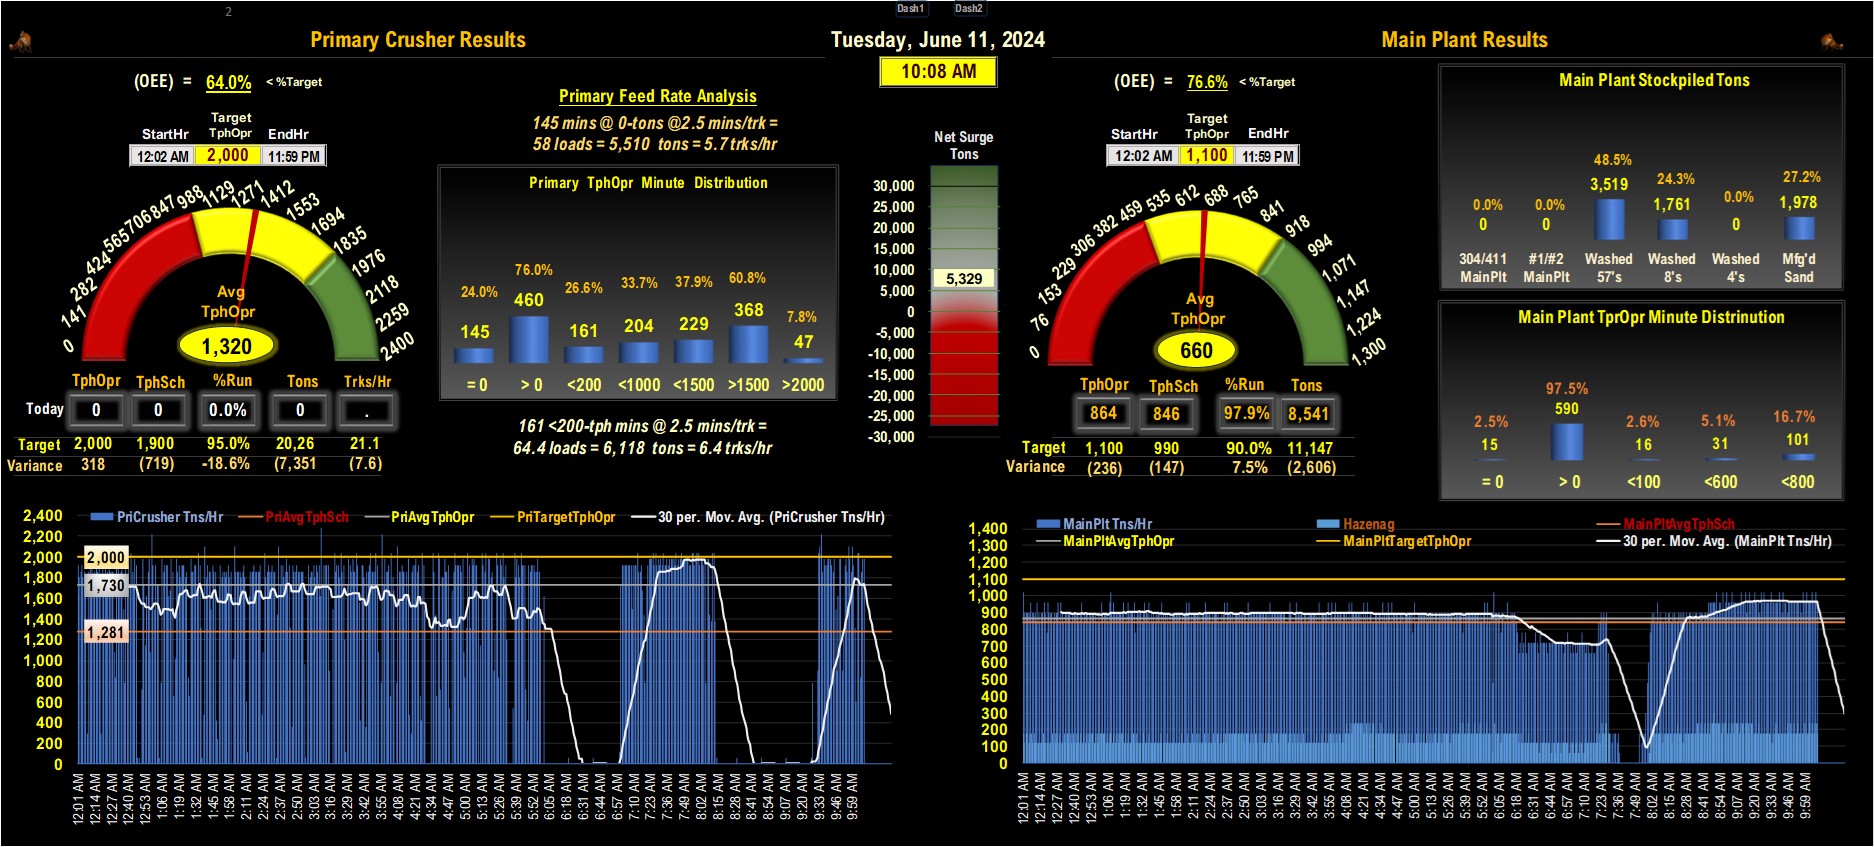 2
Dash1 Dash2
Primary Crusher Results
Tuesday, June 11, 2024
Main Plant Results
10:08 AM
(OEE) = 64.0% < %Target
Target
StartHr TphOpr EndHr
12:02 AM 2,000 11:59 PM
0 141 282 424 565 706 847 988 1129 1271 1412 1553 1694 1835 1976 2118 2259 2400
Avg
TphOpr
1,320
TphOpr TphSch %Run Tons Trks/Hr
Today 0 0 0.0% 0 .
Target 2,000 1,900 95.0% 20,26 21.1
Variance 318 (719) -18.6% (7,351 (7.6)
Primary Feed Rate Analysis
145 mins @ 0-tons @2.5 mins/trk =
58 loads = 5,510 tons = 5.7 trks/hr
Primary TphOpr Minute Distribution
24.0% 76.0% 26.6% 33.7% 37.9% 60.8% 7.8%
145 460 161 204 229 368 47
= 0 > 0 <200 <1000 <1500 >1500 >2000
161 <200-tph mins @ 2.5 mins/trk =
64.4 loads = 6,118 tons = 6.4 trks/hr
Net Surge
Tons
30,000
25,000
20,000
15,000
10,000
5,329
5,000
0
-5,000
-10,000
-15,000
-20,000
-25,000
-30,000
(OEE) = 76.6% < %Target
Target
StartHr TphOpr EndHr
12:02 AM 1,100 11:59 PM
0 76 153 229 306 382 459 535 612 688 765 841 918 994 1,071 1,147 1,224 1,300
Avg
TphOpr
660
TphOpr TphSch %Run Tons
864 846 97.9% 8,541
Target 1,100 990 90.0% 11,147
Variance (236) (147) 7.5% (2,606)
Main Plant Stockpiled Tons
0.0% 0.0% 48.5% 24.3% 0.0% 27.2%
0 0 3,519 1,761 0 1,978
304/411 #1/#2 Washed Washed Washed Mfg'd
MainPlt MainPlt 57's 8's 4's Sand
Main Plant TprOpr Minute Distrinution
2.5% 97.5% 2.6% 5.1% 16.7%
15 590 16 31 101
= 0 > 0 <100 <600 <800
PriCrusher Tns/Hr PriAvgTphSch PriAvgTphOpr PriTargetTphOpr 30 per. Mov. Avg. (PriCrusher Tns/Hr)
2,400
2,200
2,000
1,800
1,600
1,400
1,200
1,000
800
600
400
200
0
2,000
1,730
1,281
12:01 AM 12:14 AM 12:27 AM 12:40 AM 12:53 AM 1:06 AM 1:19 AM 1:32 AM 1:45 AM 1:58 AM 2:11 AM 2:24 AM 2:37 AM 2:50 AM 3:03 AM 3:16 AM 3:29 AM 3:42 AM 3:55 AM 4:08 AM 4:21 AM 4:34 AM 4:47 AM 5:00 AM 5:13 AM 5:26 AM 5:39 AM 5:52 AM 6:05 AM 6:18 AM 6:31 AM 6:44 AM 6:57 AM 7:10 AM 7:23 AM 7:36 AM 7:49 AM 8:02 AM 8:15 AM 8:28 AM 8:41 AM 8:54 AM 9:07 AM 9:20 AM 9:33 AM 9:46 AM 9:59 AM
MainPlt Tns/Hr Hazenag MainPltAvgTphSch
MainPltAvgTphOpr MainPltTargetTphOpr 30 per. Mov. Avg. (MainPlt Tns/Hr)
1,400
1,300
1,200
1,100
1,000
900
800
700
600
500
400
300
200
100
0
12:01 AM 12:14 AM 12:27 AM 12:40 AM 12:53 AM 1:06 AM 1:19 AM 1:32 AM 1:45 AM 1:58 AM 2:11 AM 2:24 AM 2:37 AM 2:50 AM 3:03 AM 3:16 AM 3:29 AM 3:42 AM 3:55 AM 4:08 AM 4:21 AM 4:34 AM 4:47 AM 5:00 AM 5:13 AM 5:26 AM 5:39 AM 5:52 AM 6:05 AM 6:18 AM 6:31 AM 6:44 AM 6:57 AM 7:10 AM 7:23 AM 7:36 AM 7:49 AM 8:02 AM 8:15 AM 8:28 AM 8:41 AM 8:54 AM 9:07 AM 9:20 AM 9:33 AM 9:46 AM 9:59 AM